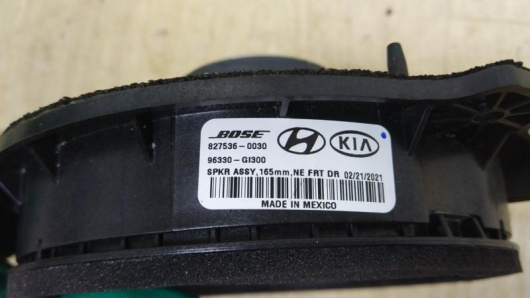 BOSE KIA
827536-0030
96330-GI300
SPKR ASSY,165mm,NE FRT DR 02/21/2021
MADE IN MEXICO